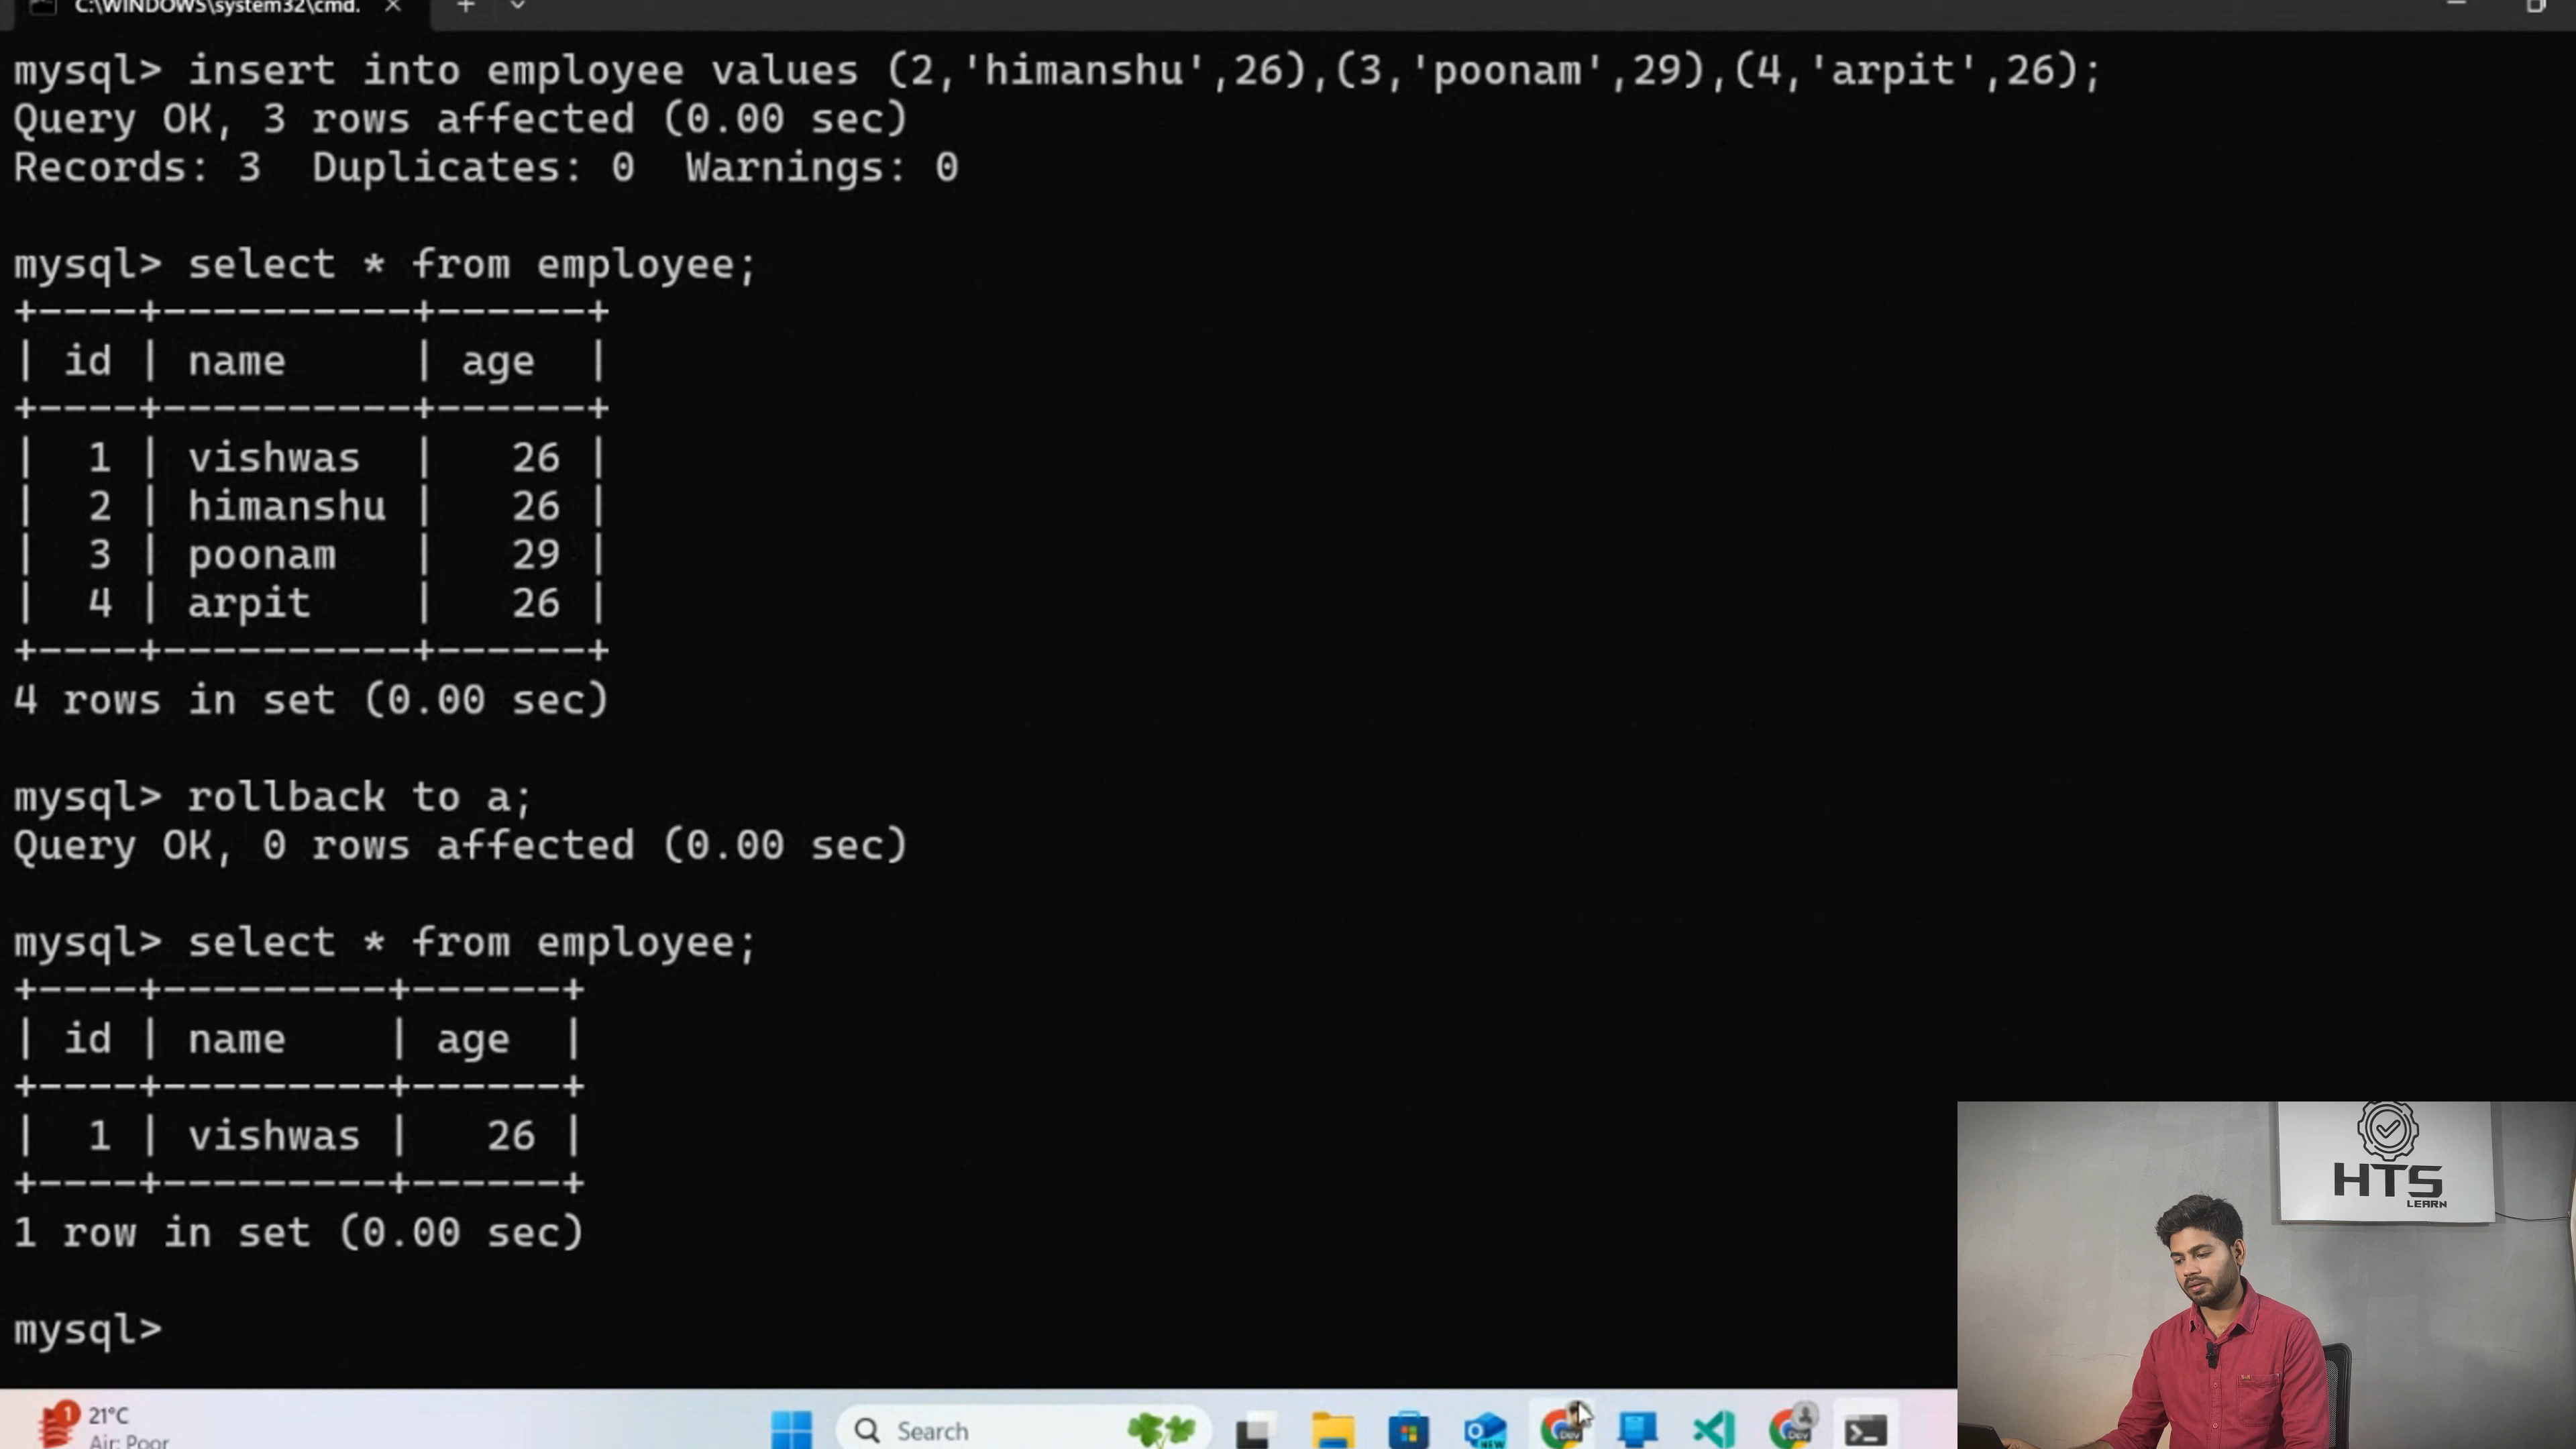 C:\WINDOWS\system32\cmd.
mysql> insert into employee values (2,'himanshu',26),(3,'poonam',29),(4,'arpit',26);
Query OK, 3 rows affected (0.00 sec)
Records: 3  Duplicates: 0  Warnings: 0
mysql> select * from employee;
+----+----------+------+
| id | name     | age  |
+----+----------+------+
|  1 | vishwas  |   26 |
|  2 | himanshu |   26 |
|  3 | poonam   |   29 |
|  4 | arpit    |   26 |
+----+----------+------+
4 rows in set (0.00 sec)
mysql> rollback to a;
Query OK, 0 rows affected (0.00 sec)
mysql> select * from employee;
+----+---------+------+
| id | name    | age  |
+----+---------+------+
|  1 | vishwas |   26 |
+----+---------+------+
1 row in set (0.00 sec)
mysql>
HTS
LEARN
1
21°C
Air: Poor
Search
NEW
Dev
Dev